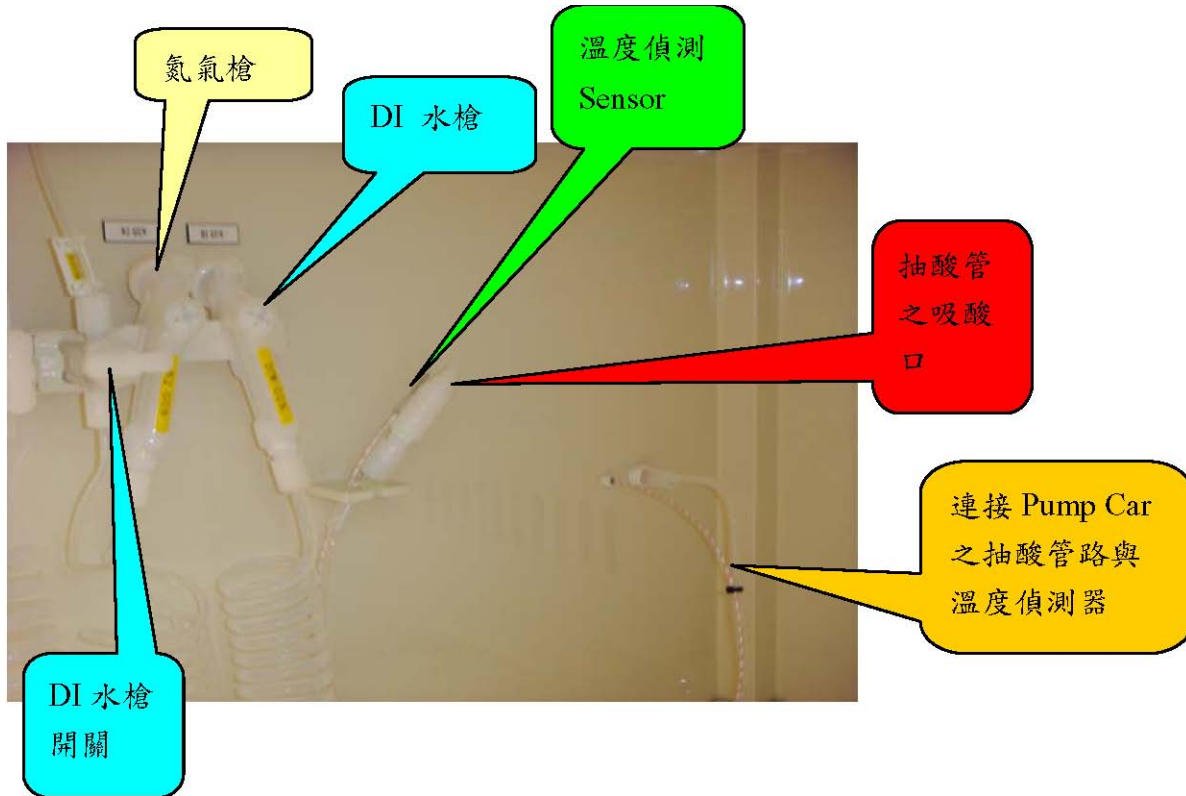 氮氣槍
DI 水槍
溫度偵測
Sensor
抽酸管
之吸酸
口
連接 Pump Car
之抽酸管路與
溫度偵測器
DI 水槍
開關